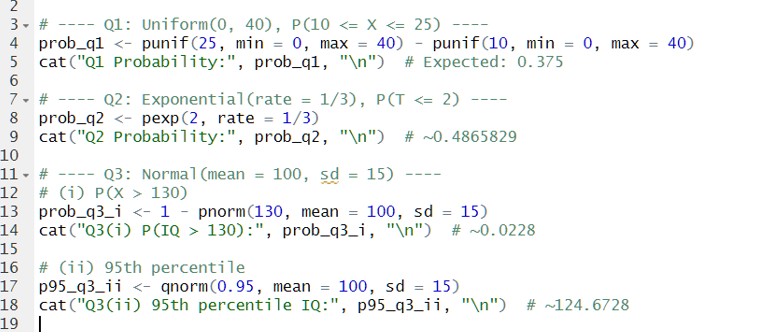 2
3 # ---- Q1: Uniform(0, 40), P(10 <= X <= 25) ----
4 prob_q1 <- punif(25, min = 0, max = 40) - punif(10, min = 0, max = 40)
5 cat("Q1 Probability:", prob_q1, "\n")  # Expected: 0.375
6
7 # ---- Q2: Exponential(rate = 1/3), P(T <= 2) ----
8 prob_q2 <- pexp(2, rate = 1/3)
9 cat("Q2 Probability:", prob_q2, "\n")  # ~0.4865829
10
11 # ---- Q3: Normal(mean = 100, sd = 15) ----
12 # (i) P(X > 130)
13 prob_q3_i <- 1 - pnorm(130, mean = 100, sd = 15)
14 cat("Q3(i) P(IQ > 130):", prob_q3_i, "\n")  # ~0.0228
15
16 # (ii) 95th percentile
17 p95_q3_ii <- qnorm(0.95, mean = 100, sd = 15)
18 cat("Q3(ii) 95th percentile IQ:", p95_q3_ii, "\n")  # ~124.6728
19